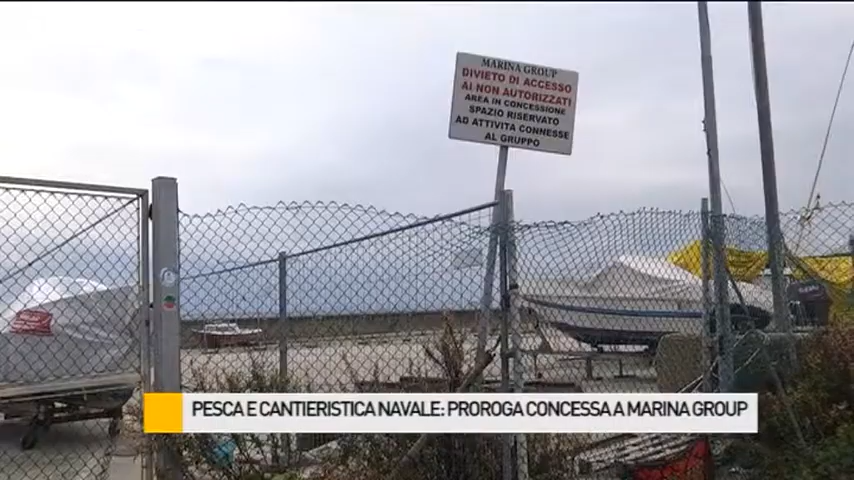 MARINA GROUP
DIVIETO DI ACCESSO
AI NON AUTORIZZATI
AREA IN CONCESSIONE
SPAZIO RISERVATO
AD ATTIVITA CONNESSE
AL GRUPPO
PESCA E CANTIERISTICA NAVALE: PROROGA CONCESSA A MARINA GROUP